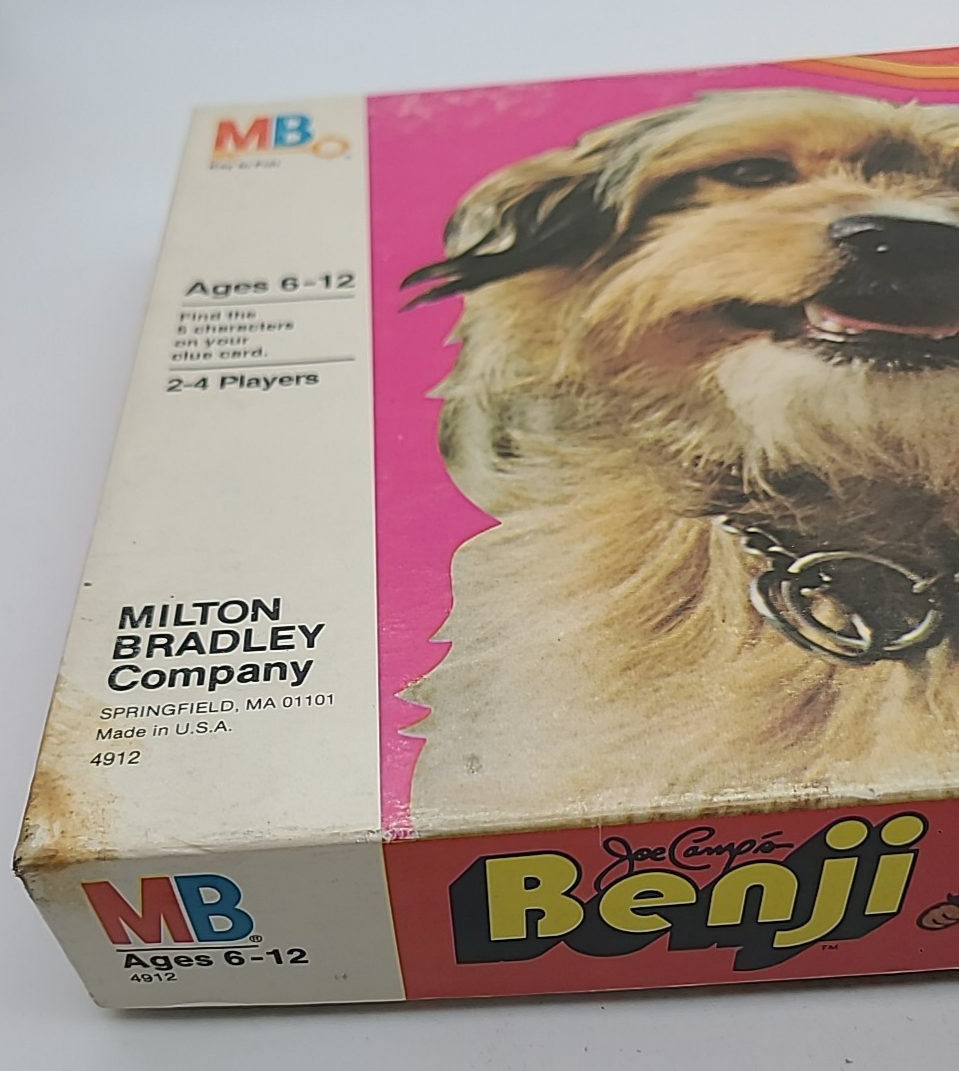 MB
Ages 6-12
Find the
6 characters
on your
clue card.
2-4 Players
MILTON
BRADLEY
Company
SPRINGFIELD, MA 01101
Made in U.S.A.
4912
Joe Camp's
Benji
TM
MB®
Ages 6-12
4912